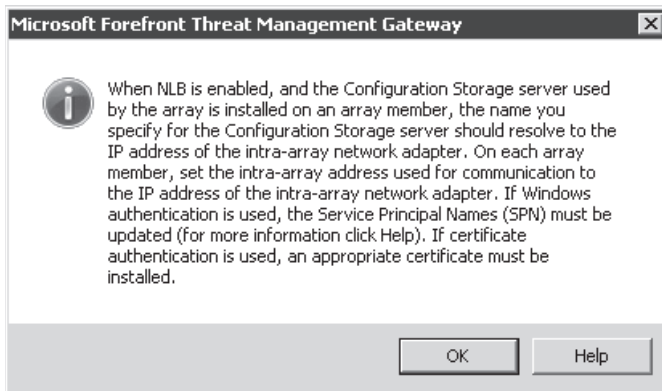 Microsoft Forefront Threat Management Gateway
When NLB is enabled, and the Configuration Storage server used
by the array is installed on an array member, the name you
specify for the Configuration Storage server should resolve to the
IP address of the intra-array network adapter. On each array
member, set the intra-array address used for communication to
the IP address of the intra-array network adapter. If Windows
authentication is used, the Service Principal Names (SPN) must be
updated (for more information click Help). If certificate
authentication is used, an appropriate certificate must be
installed.
OK Help